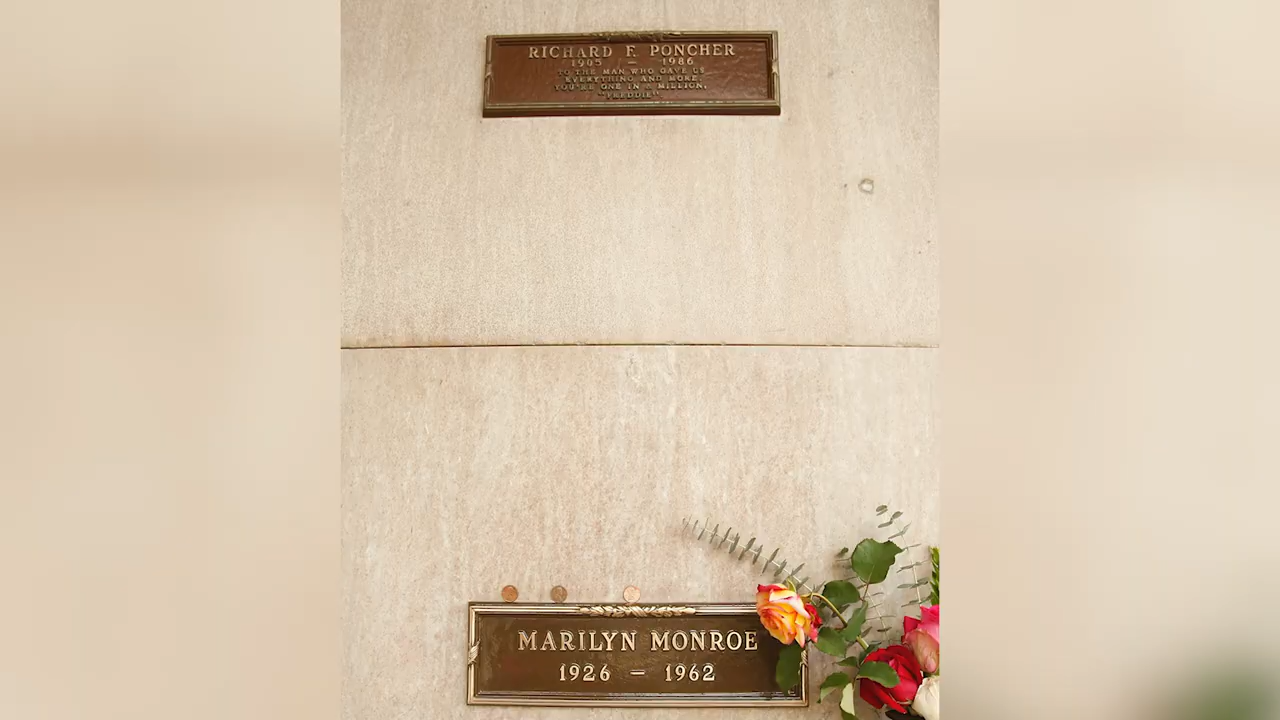 RICHARD F. PONCHER
1905 — 1986
TO THE MAN WHO GAVE US
EVERYTHING AND MORE.
YOU'RE ONE IN A MILLION,
"FREDDIE"
MARILYN MONROE
1926 — 1962